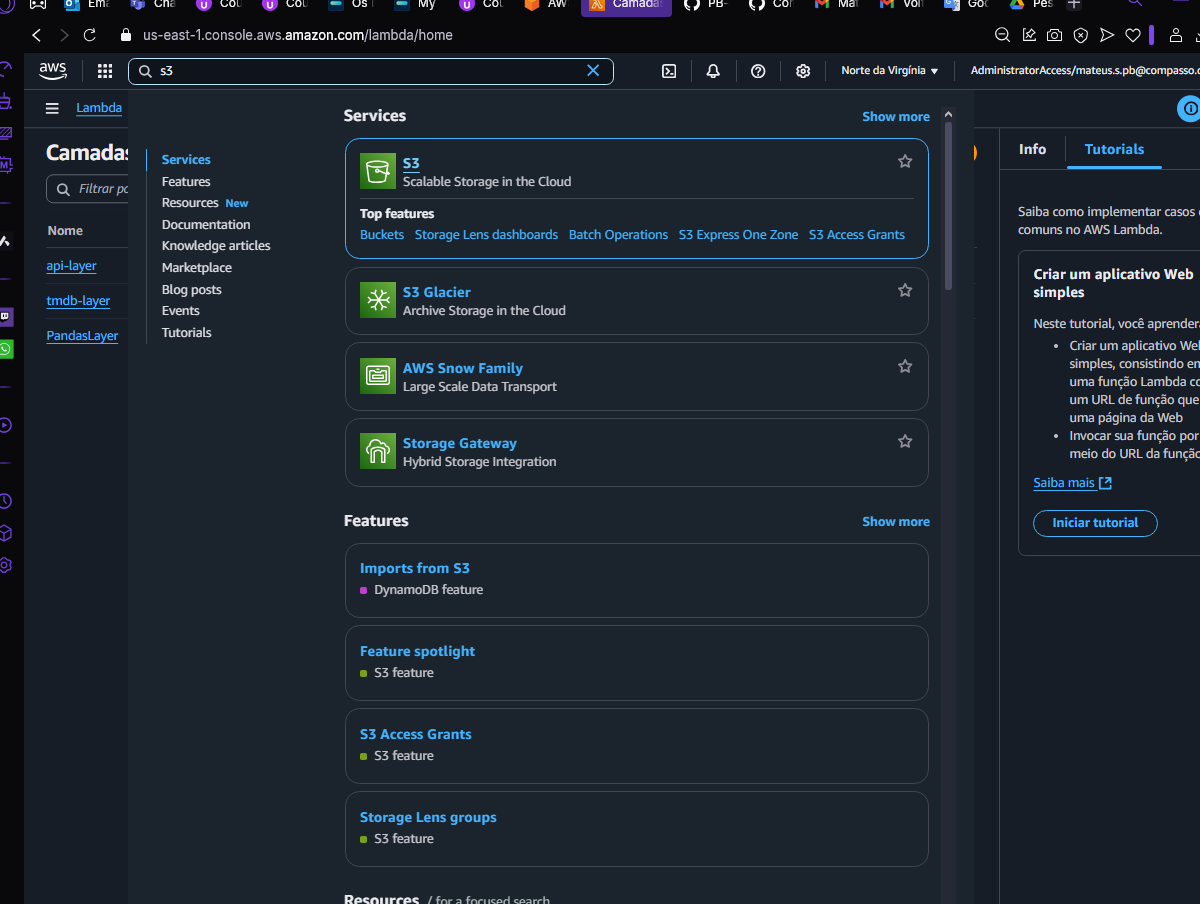 Ema
Cha
Cou
Cou
Os
My
Cou
AW
Camadas
PB-
Cor
Mat
Goo
Pes
us-east-1.console.aws.amazon.com/lambda/home
aws
s3
Norte da Virgínia
AdministratorAccess/mateus.s.pb@compasso.
Lambda
Camadas
Filtrar po
Nome
api-layer
tmdb-layer
PandasLayer
Services
Features
Resources New
Documentation
Knowledge articles
Marketplace
Blog posts
Events
Tutorials
Services
Show more
S3
Scalable Storage in the Cloud
Top features
Buckets Storage Lens dashboards Batch Operations S3 Express One Zone S3 Access Grants
S3 Glacier
Archive Storage in the Cloud
AWS Snow Family
Large Scale Data Transport
Storage Gateway
Hybrid Storage Integration
Features
Show more
Imports from S3
DynamoDB feature
Feature spotlight
S3 feature
S3 Access Grants
S3 feature
Storage Lens groups
S3 feature
Resources / for a focused search
Info
Tutorials
Saiba como implementar casos
comuns no AWS Lambda.
Criar um aplicativo Web
simples
Neste tutorial, você aprenderá
Criar um aplicativo Web
simples, consistindo em
uma função Lambda co
um URL de função que
uma página da Web
Invocar sua função por
meio do URL da função
Saiba mais
Iniciar tutorial